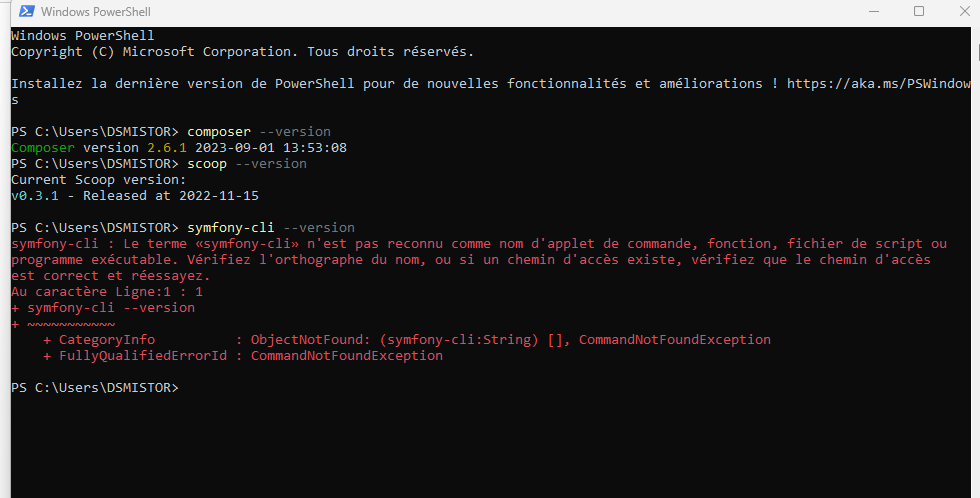 Windows PowerShell
Windows PowerShell
Copyright (C) Microsoft Corporation. Tous droits réservés.
Installez la dernière version de PowerShell pour de nouvelles fonctionnalités et améliorations ! https://aka.ms/PSWindow
s
PS C:\Users\DSMISTOR> composer --version
Composer version 2.6.1 2023-09-01 13:53:08
PS C:\Users\DSMISTOR> scoop --version
Current Scoop version:
v0.3.1 - Released at 2022-11-15
PS C:\Users\DSMISTOR> symfony-cli --version
symfony-cli : Le terme «symfony-cli» n'est pas reconnu comme nom d'applet de commande, fonction, fichier de script ou
programme exécutable. Vérifiez l'orthographe du nom, ou si un chemin d'accès existe, vérifiez que le chemin d'accès
est correct et réessayez.
Au caractère Ligne:1 : 1
+ symfony-cli --version
+ ~~~~~~~~~~~
    + CategoryInfo          : ObjectNotFound: (symfony-cli:String) [], CommandNotFoundException
    + FullyQualifiedErrorId : CommandNotFoundException
PS C:\Users\DSMISTOR>